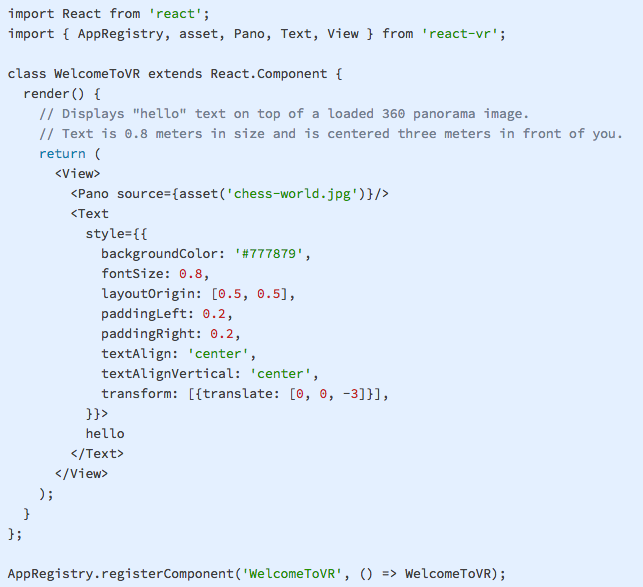 import React from 'react';
import { AppRegistry, asset, Pano, Text, View } from 'react-vr';

class WelcomeToVR extends React.Component {
  render() {
    // Displays "hello" text on top of a loaded 360 panorama image.
    // Text is 0.8 meters in size and is centered three meters in front of you.
    return (
      <View>
        <Pano source={asset('chess-world.jpg')}/>
        <Text
          style={{
            backgroundColor: '#777879',
            fontSize: 0.8,
            layoutOrigin: [0.5, 0.5],
            paddingLeft: 0.2,
            paddingRight: 0.2,
            textAlign: 'center',
            textAlignVertical: 'center',
            transform: [{translate: [0, 0, -3]}],
          }}>
          hello
        </Text>
      </View>
    );
  }
};

AppRegistry.registerComponent('WelcomeToVR', () => WelcomeToVR);